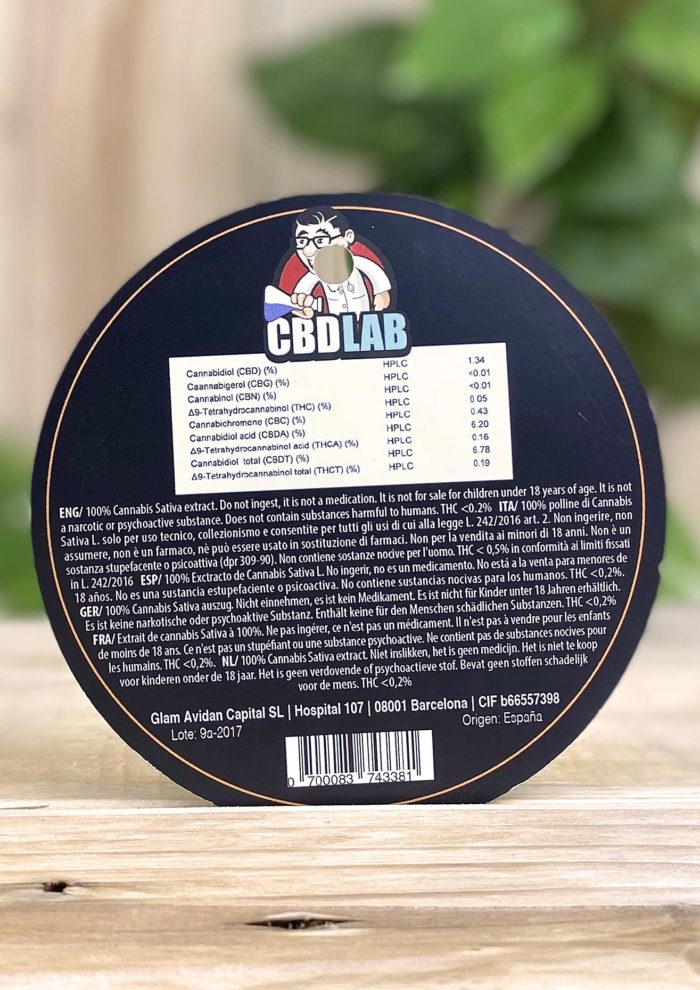 CBDLAB
Cannabidiol (CBD) (%) HPLC 1.34
Caannabigerol (CBG) (%) HPLC <0.01
Cannabinol (CBN) (%) HPLC <0.01
Δ9-Tetrahydrocannabinol (THC) (%) HPLC 0.05
Cannabichromene (CBC) (%) HPLC 0.43
Cannabidiol acid (CBDA) (%) HPLC 6.20
Δ9-Tetrahydrocannabinol acid (THCA) (%) HPLC 0.16
Cannabidiol total (CBDT) (%) HPLC 6.78
Δ9-Tetrahydrocannabinol total (THCT) (%) HPLC 0.19
ENG/ 100% Cannabis Sativa extract. Do not ingest, it is not a medication. It is not for sale for children under 18 years of age. It is not
a narcotic or psychoactive substance. Does not contain substances harmful to humans. THC <0.2% ITA/ 100% polline di Cannabis
Sativa L. solo per uso tecnico, collezionismo e consentite per tutti gli usi di cui alla legge L. 242/2016 art. 2. Non ingerire, non
assumere, non è un farmaco, nè può essere usato in sostituzione di farmaci. Non per la vendita ai minori di 18 anni. Non è un
sostanza stupefacente o psicoattiva (dpr 309-90). Non contiene sostanze nocive per l'uomo. THC < 0,5% in conformità ai limiti fissati
in L. 242/2016 ESP/ 100% Exctracto de Cannabis Sativa L. No ingerir, no es un medicamento. No está a la venta para menores de
18 años. No es una sustancia estupefaciente o psicoactiva. No contiene sustancias nocivas para los humanos. THC <0,2%.
GER/ 100% Cannabis Sativa auszug. Nicht einnehmen, es ist kein Medikament. Es ist nicht für Kinder unter 18 Jahren erhältlich.
Es ist keine narkotische oder psychoaktive Substanz. Enthält keine für den Menschen schädlichen Substanzen. THC <0,2%
FRA/ Extrait de cannabis Sativa à 100%. Ne pas ingérer, ce n'est pas un médicament. Il n'est pas à vendre pour les enfants
de moins de 18 ans. Ce n'est pas un stupéfiant ou une substance psychoactive. Ne contient pas de substances nocives pour
les humains. THC <0,2%. NL/ 100% Cannabis Sativa extract. Niet inslikken, het is geen medicijn. Het is niet te koop
voor kinderen onder de 18 jaar. Het is geen verdovende of psychoactieve stof. Bevat geen stoffen schadelijk
voor de mens. THC <0,2%
Glam Avidan Capital SL | Hospital 107 | 08001 Barcelona | CIF b66557398
Lote: 9a-2017 Origen: España
0 700083 743381